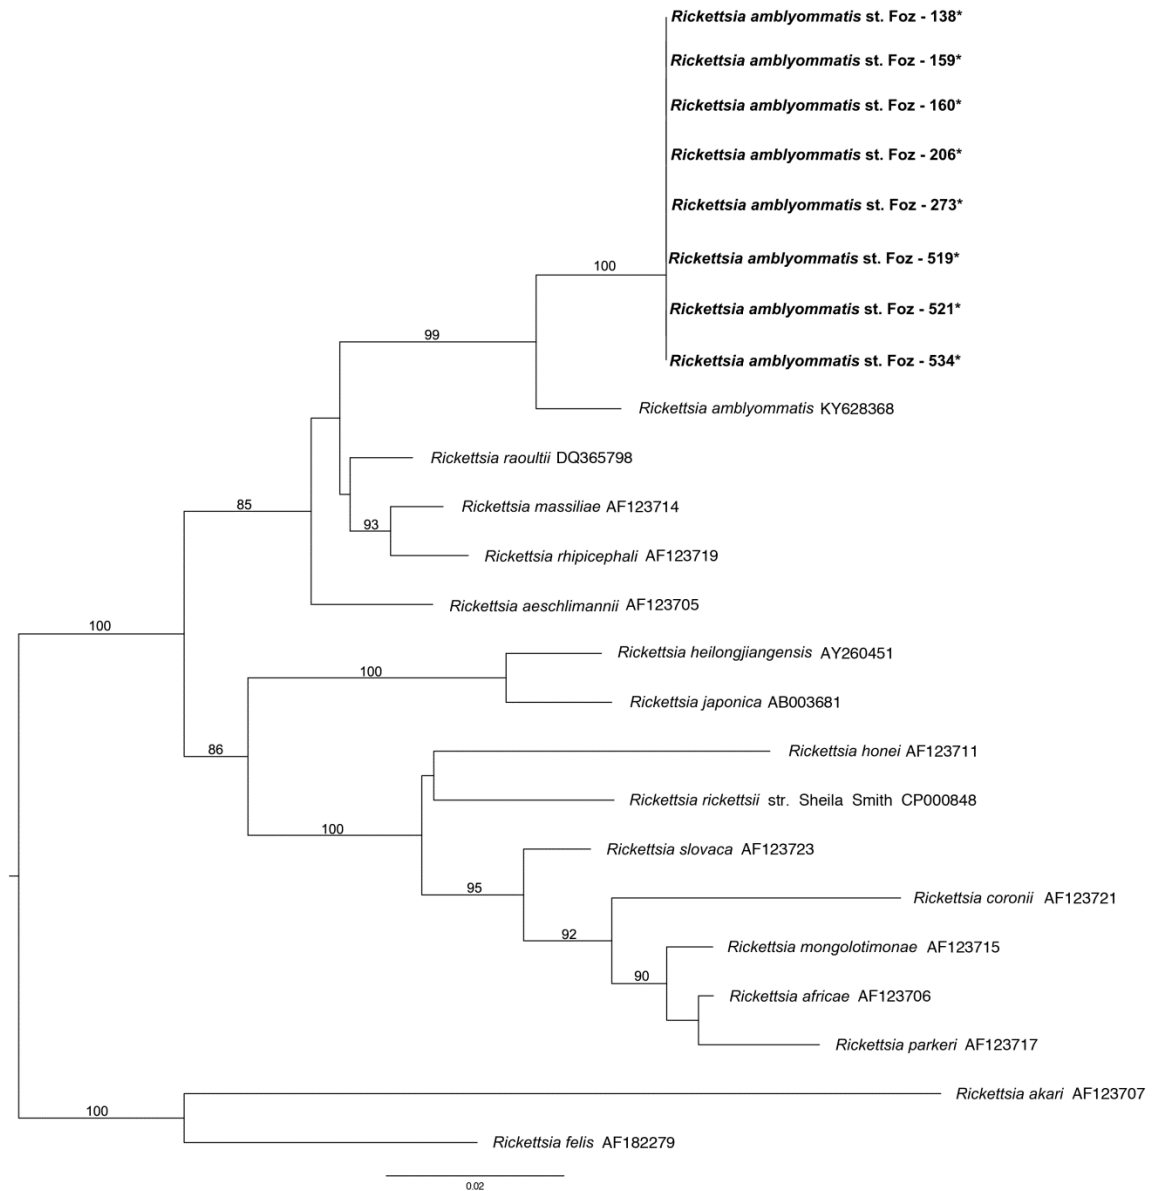 Rickettsia amblyommatis st. Foz - 138*
Rickettsia amblyommatis st. Foz - 159*
Rickettsia amblyommatis st. Foz - 160*
Rickettsia amblyommatis st. Foz - 206*
Rickettsia amblyommatis st. Foz - 273*
Rickettsia amblyommatis st. Foz - 519*
100
Rickettsia amblyommatis st. Foz - 521*
99
Rickettsia amblyommatis st. Foz - 534*
Rickettsia amblyommatis KY628368
Rickettsia raoultii DQ365798
85
Rickettsia massiliae AF123714
93
Rickettsia rhipicephali AF123719
Rickettsia aeschlimannii AF123705
100
Rickettsia heilongjiangensis AY260451
100
Rickettsia japonica AB003681
86
Rickettsia honei AF123711
Rickettsia rickettsii str. Sheila Smith CP000848
100
Rickettsia slovaca AF123723
95
Rickettsia coronii AF123721
92
Rickettsia mongolotimonae AF123715
90
Rickettsia africae AF123706
Rickettsia parkeri AF123717
Rickettsia akari AF123707
100
Rickettsia felis AF182279
0.02